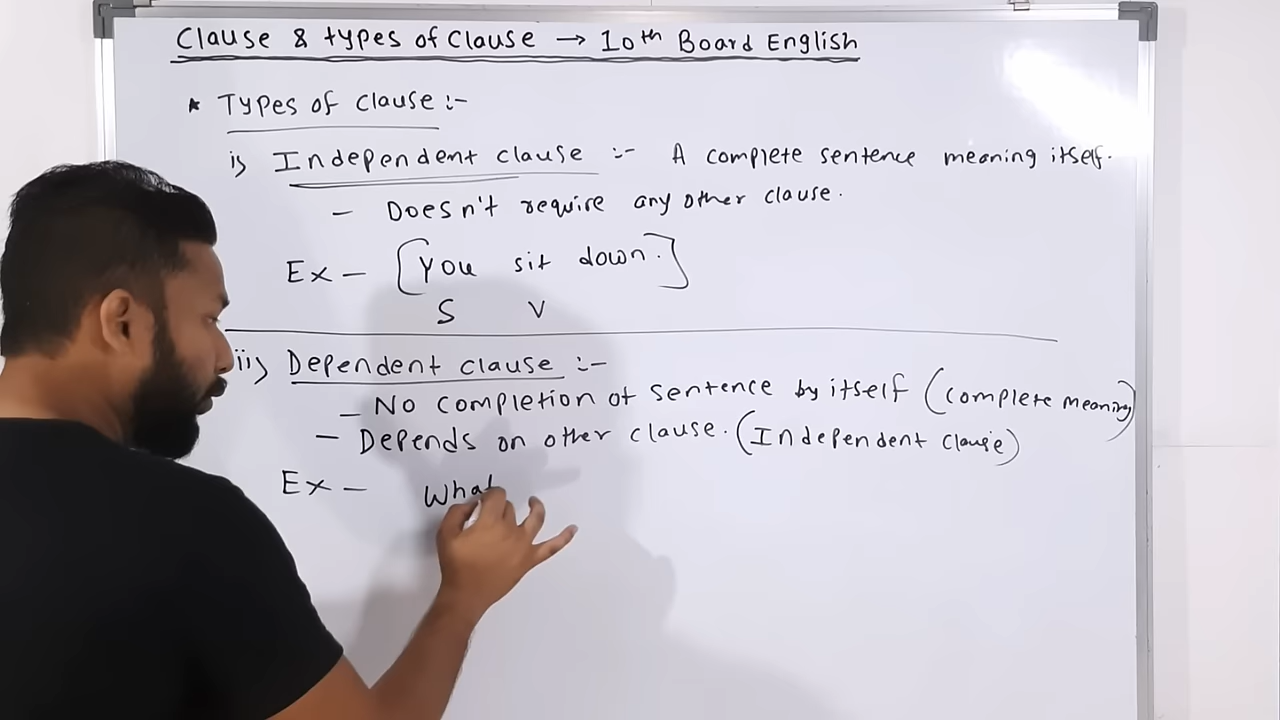 Clause & types of Clause → 10th Board English
* Types of clause :-
i) Independent clause :- A complete sentence meaning itself.
- Doesn't require any other clause.
Ex - [You sit down.]
S V
ii) Dependent clause :-
- No completion of sentence by itself (complete meaning)
- Depends on other clause. (Independent clause)
Ex - What